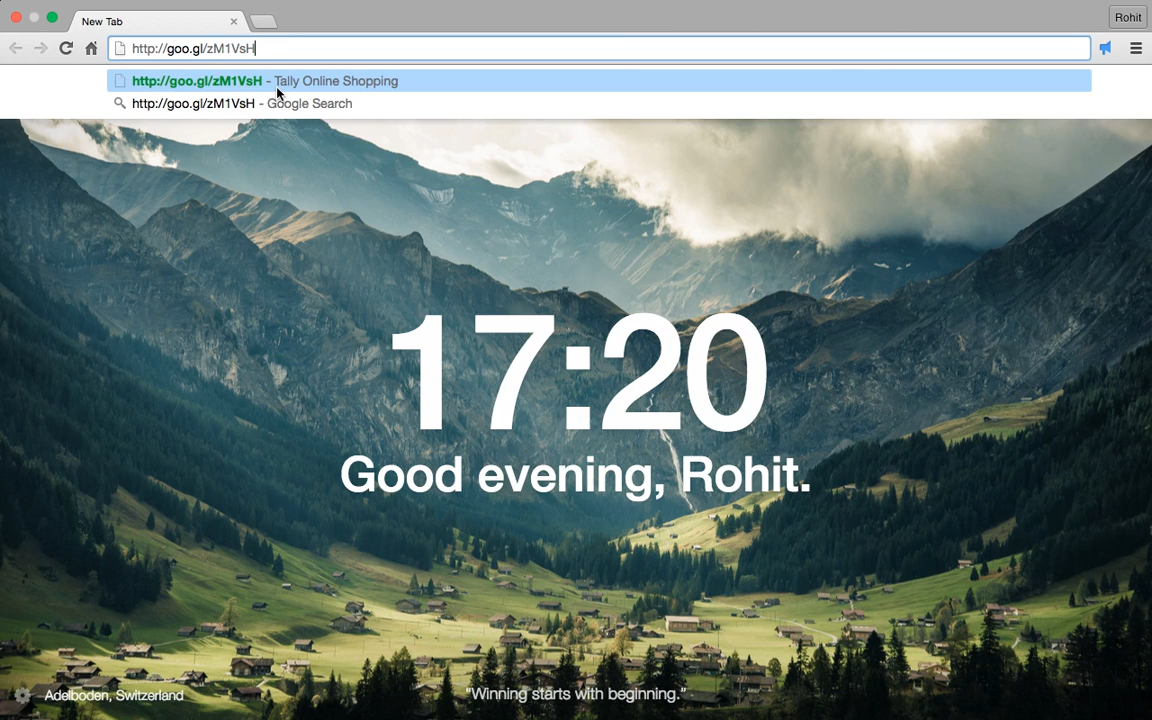 New Tab
Rohit
http://goo.gl/zM1VsH
http://goo.gl/zM1VsH - Tally Online Shopping
http://goo.gl/zM1VsH - Google Search
17:20
Good evening, Rohit.
Adelboden, Switzerland
"Winning starts with beginning."